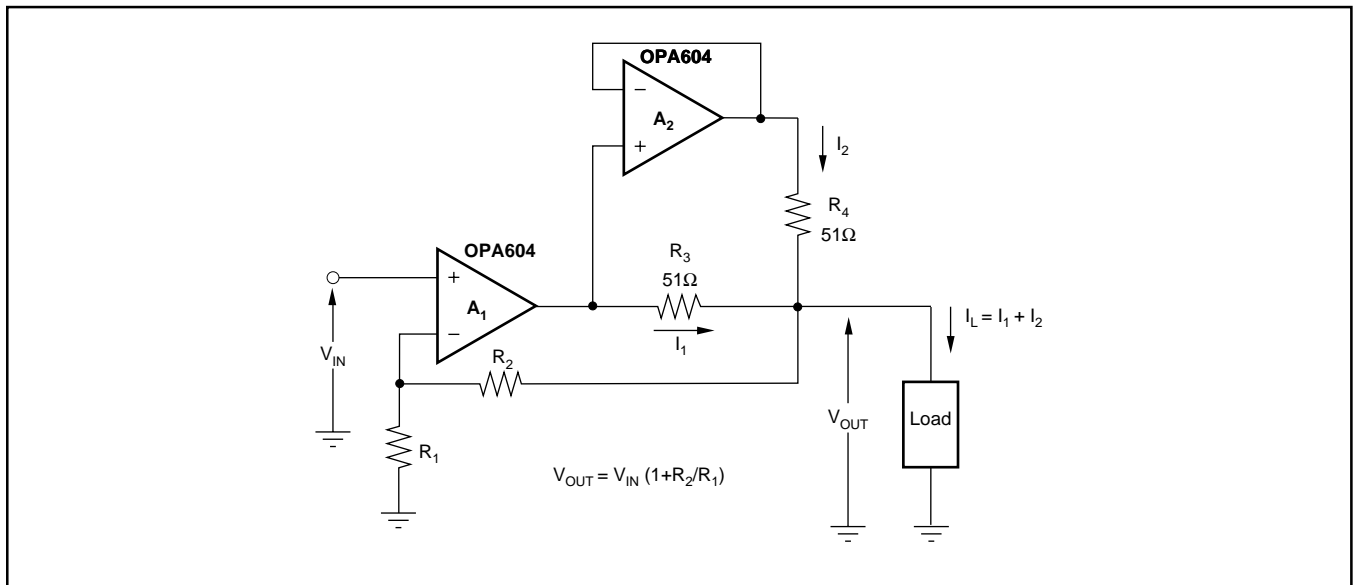 OPA604
−
A2
+
I2
R4
51Ω
OPA604
+
A1
−
R3
51Ω
I1
IL = I1 + I2
VIN
R2
VOUT
Load
R1
VOUT = VIN (1+R2/R1)